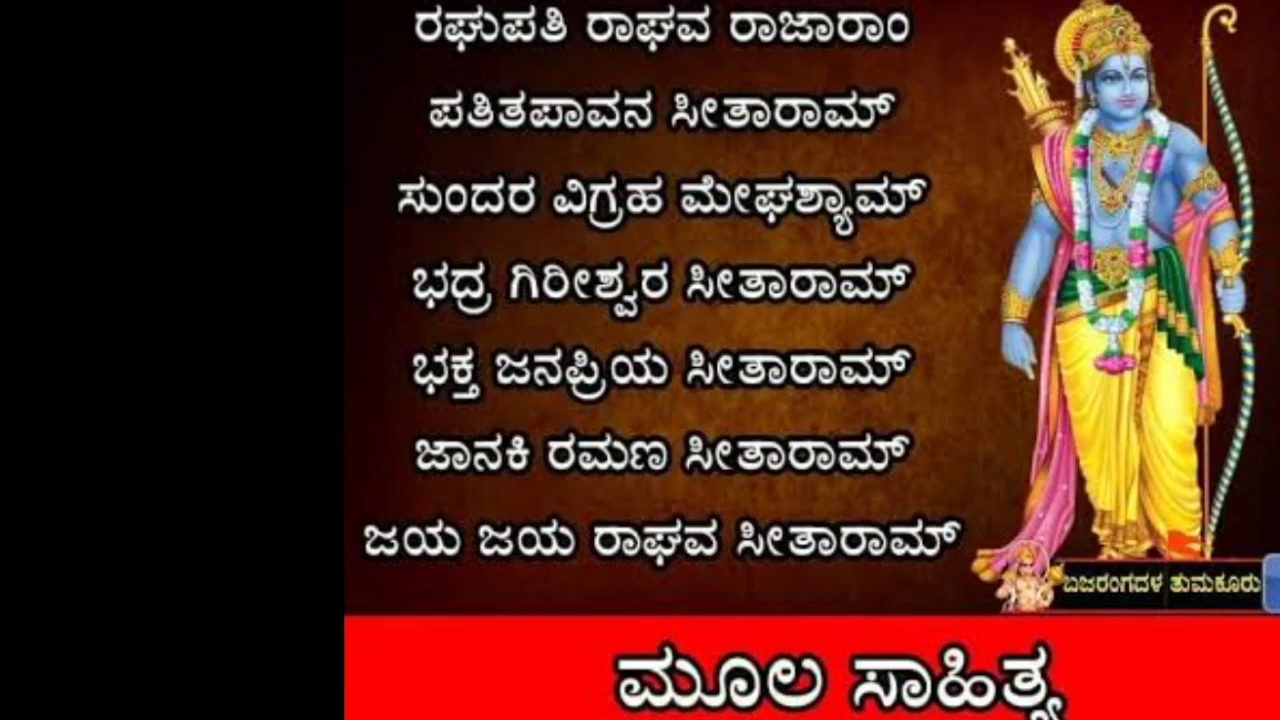 ರಘುಪತಿ ರಾಘವ ರಾಜಾರಾಂ
ಪತಿತಪಾವನ ಸೀತಾರಾಮ್
ಸುಂದರ ವಿಗ್ರಹ ಮೇಘಶ್ಯಾಮ್
ಭದ್ರ ಗಿರೀಶ್ವರ ಸೀತಾರಾಮ್
ಭಕ್ತ ಜನಪ್ರಿಯ ಸೀತಾರಾಮ್
ಜಾನಕಿ ರಮಣ ಸೀತಾರಾಮ್
ಜಯ ಜಯ ರಾಘವ ಸೀತಾರಾಮ್
ಬಜರಂಗದಳ ತುಮಕೂರು
ಮೂಲ ಸಾಹಿತ್ಯ